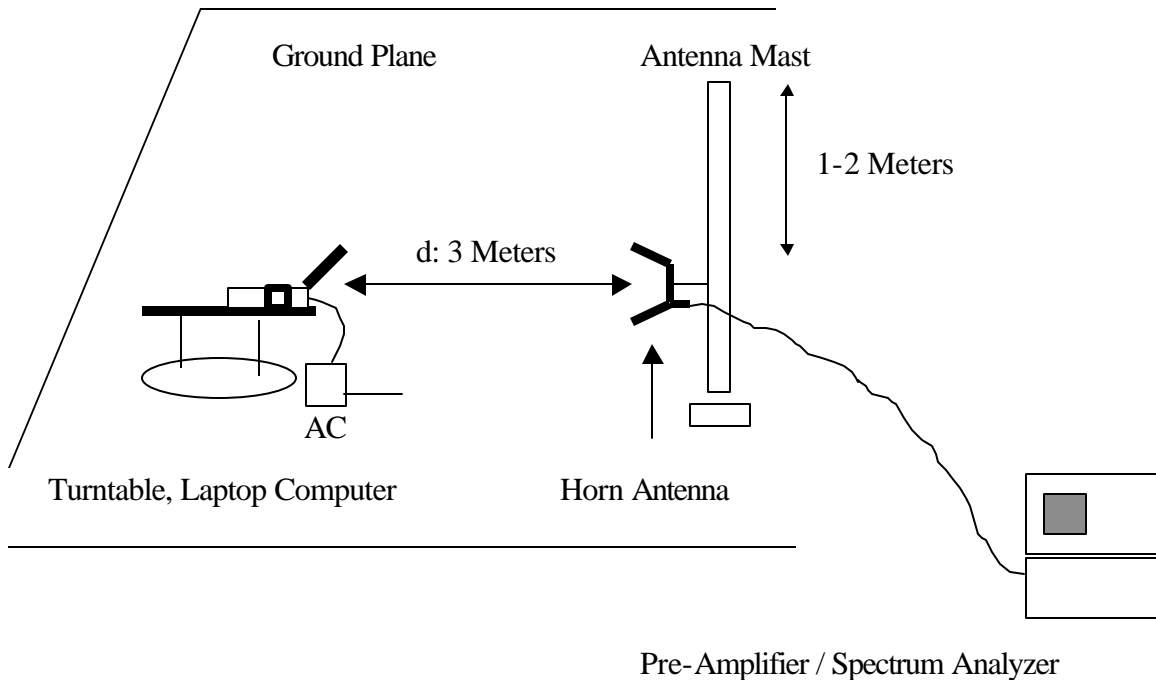 Ground Plane
Antenna Mast
1-2 Meters
d: 3 Meters
AC
Turntable, Laptop Computer
Horn Antenna
Pre-Amplifier / Spectrum Analyzer